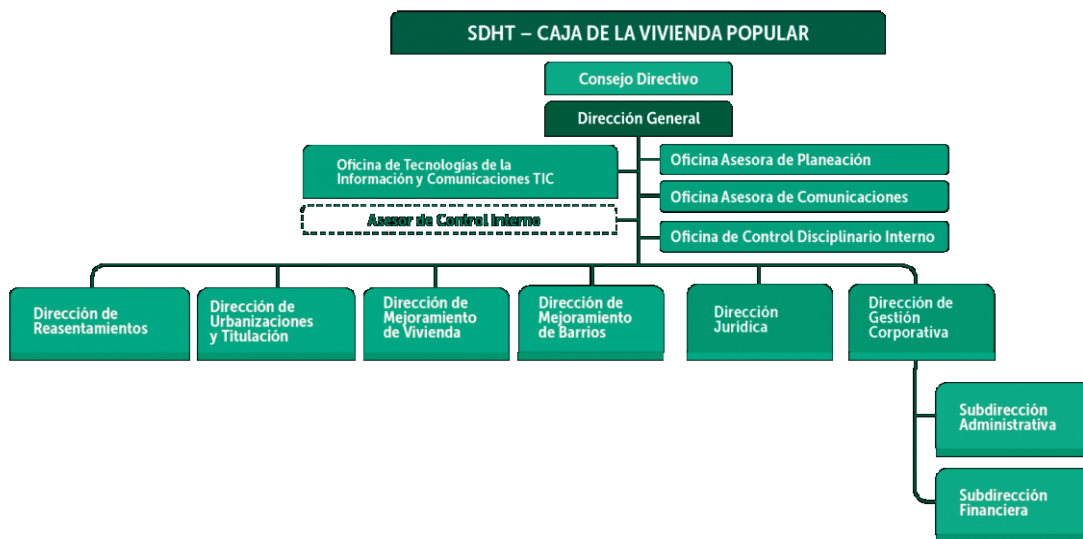 SDHT – CAJA DE LA VIVIENDA POPULAR
Consejo Directivo
Dirección General
Oficina de Tecnologías de la
Información y Comunicaciones TIC
Asesor de Control Interno
Oficina Asesora de Planeación
Oficina Asesora de Comunicaciones
Oficina de Control Disciplinario Interno
Dirección de
Reasentamientos
Dirección de
Urbanizaciones
y Titulación
Dirección de
Mejoramiento
de Vivienda
Dirección de
Mejoramiento
de Barrios
Dirección
Jurídica
Dirección de
Gestión
Corporativa
Subdirección
Administrativa
Subdirección
Financiera